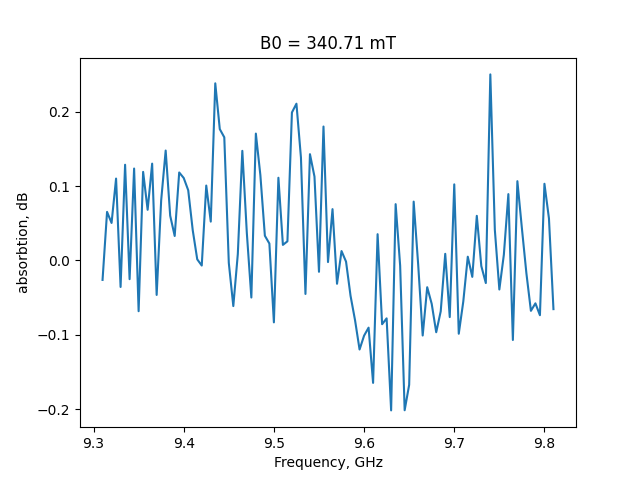 B0 = 340.71 mT
absorbtion, dB
0.2
0.1
0.0
−0.1
−0.2
9.3 9.4 9.5 9.6 9.7 9.8
Frequency, GHz